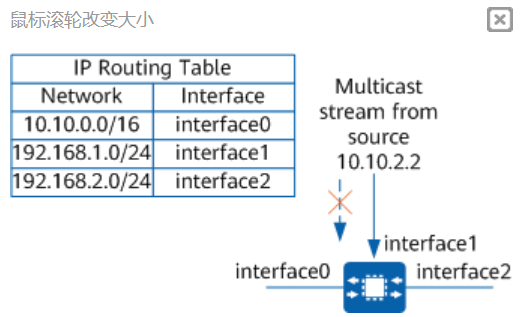 鼠标滚轮改变大小
IP Routing Table
Network Interface
10.10.0.0/16 interface0
192.168.1.0/24 interface1
192.168.2.0/24 interface2
Multicast
stream from
source
10.10.2.2
interface1
interface0
interface2